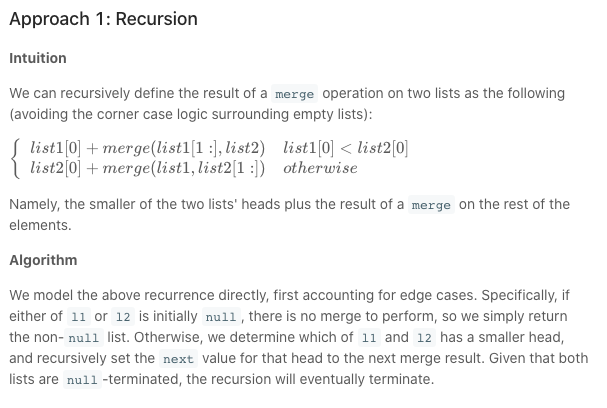 Approach 1: Recursion
Intuition
We can recursively define the result of a merge operation on two lists as the following
(avoiding the corner case logic surrounding empty lists):
{ list1[0] + merge(list1[1 :], list2) list1[0] < list2[0]
list2[0] + merge(list1, list2[1 :]) otherwise
Namely, the smaller of the two lists' heads plus the result of a merge on the rest of the
elements.
Algorithm
We model the above recurrence directly, first accounting for edge cases. Specifically, if
either of l1 or l2 is initially null, there is no merge to perform, so we simply return
the non-null list. Otherwise, we determine which of l1 and l2 has a smaller head,
and recursively set the next value for that head to the next merge result. Given that both
lists are null-terminated, the recursion will eventually terminate.